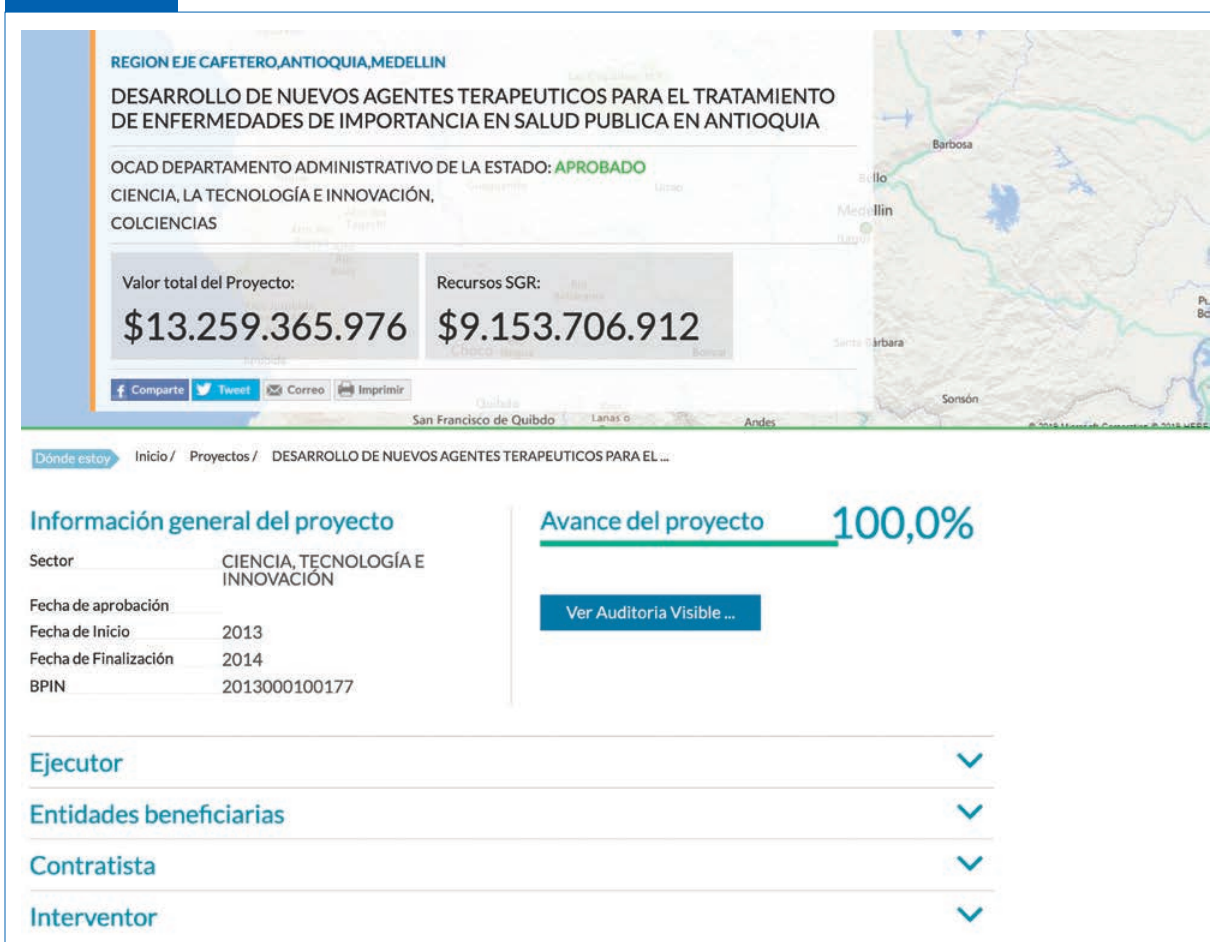 REGION EJE CAFETERO,ANTIOQUIA,MEDELLIN
DESARROLLO DE NUEVOS AGENTES TERAPEUTICOS PARA EL TRATAMIENTO
DE ENFERMEDADES DE IMPORTANCIA EN SALUD PUBLICA EN ANTIOQUIA
OCAD DEPARTAMENTO ADMINISTRATIVO DE LA ESTADO: APROBADO
CIENCIA, LA TECNOLOGÍA E INNOVACIÓN,
COLCIENCIAS
Valor total del Proyecto:
$13.259.365.976
Recursos SGR:
$9.153.706.912
Comparte
Tweet
Correo
Imprimir
Barbosa
Bello
Medellin
Itagui
Santa Bárbara
Sonsón
San Francisco de Quibdo
Andes
Dónde estoy
Inicio / Proyectos / DESARROLLO DE NUEVOS AGENTES TERAPEUTICOS PARA EL ...
Información general del proyecto
Sector CIENCIA, TECNOLOGÍA E
INNOVACIÓN
Fecha de aprobación
Fecha de Inicio 2013
Fecha de Finalización 2014
BPIN 2013000100177
Avance del proyecto 100,0%
Ver Auditoria Visible ...
Ejecutor
Entidades beneficiarias
Contratista
Interventor